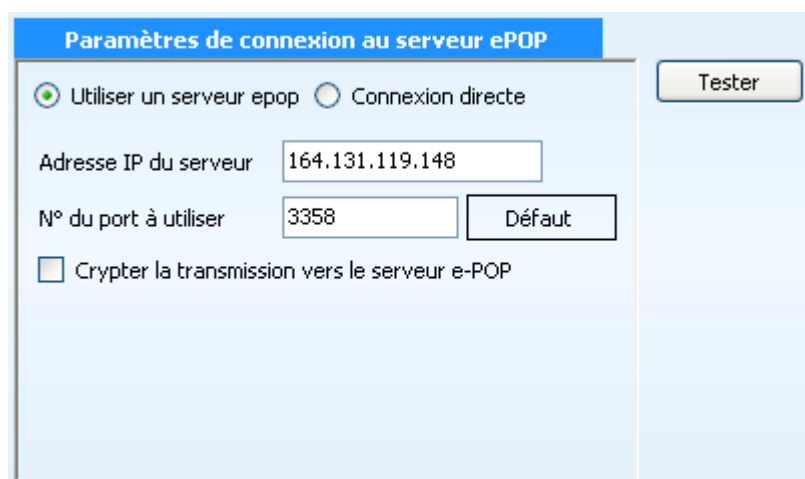 Paramètres de connexion au serveur ePOP
Tester
Utiliser un serveur epop Connexion directe
Adresse IP du serveur 164.131.119.148
N° du port à utiliser 3358 Défaut
Crypter la transmission vers le serveur e-POP